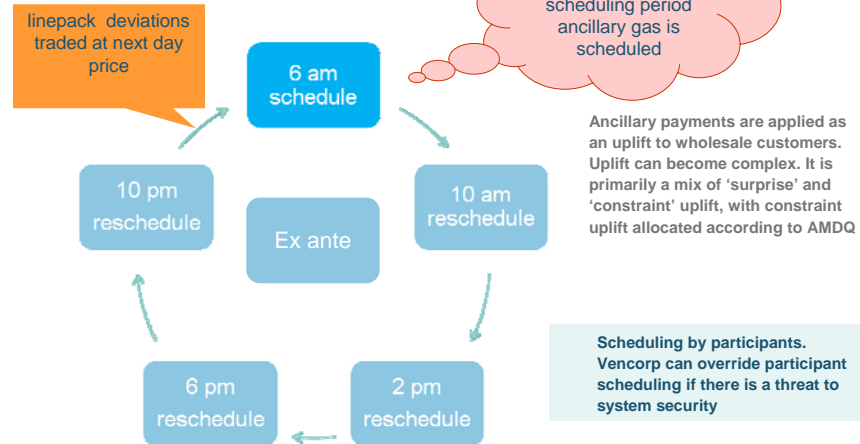 linepack deviations
traded at next day
price
scheduling period
ancillary gas is
scheduled
6 am
schedule
Ancillary payments are applied as
an uplift to wholesale customers.
Uplift can become complex. It is
primarily a mix of ‘surprise’ and
‘constraint’ uplift, with constraint
uplift allocated according to AMDQ
10 pm
reschedule
10 am
reschedule
Ex ante
Scheduling by participants.
Vencorp can override participant
scheduling if there is a threat to
system security
6 pm
reschedule
2 pm
reschedule